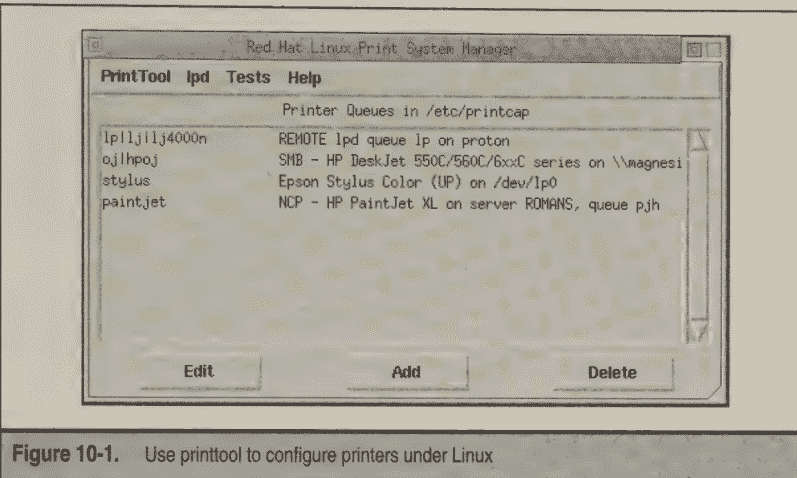 Red Hat Linux Print System Manager
PrintTool lpd Tests Help
Printer Queues in /etc/printcap
lp|lj|lj4000n REMOTE lpd queue lp on proton
oj|hpoj SMB - HP DeskJet 550C/560C/6xxC series on \\magnesi
stylus Epson Stylus Color (UP) on /dev/lp0
paintjet NCP - HP PaintJet XL on server ROMANS, queue pjh
Edit Add Delete
Figure 10-1. Use printtool to configure printers under Linux